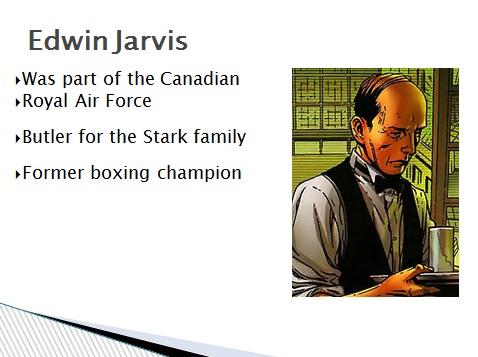 Edwin Jarvis
Was part of the Canadian
Royal Air Force
Butler for the Stark family
Former boxing champion